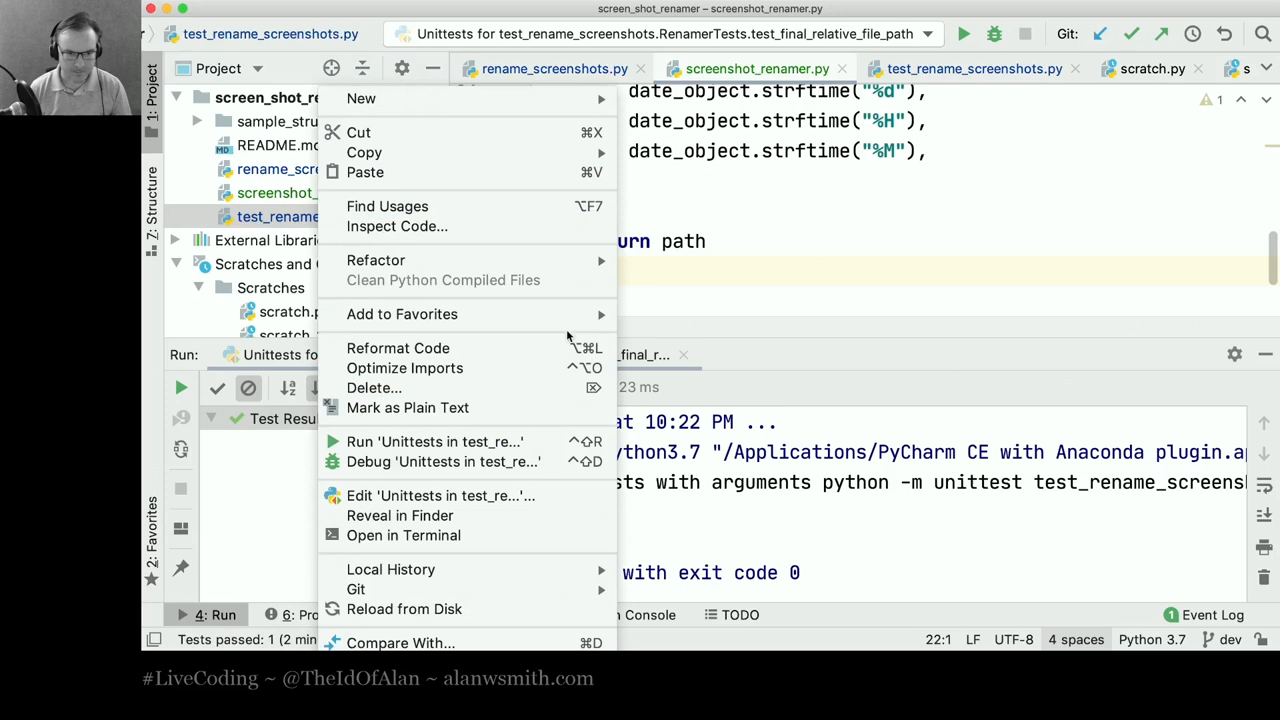 screen_shot_renamer – screenshot_renamer.py
test_rename_screenshots.py
Unittests for test_rename_screenshots.RenamerTests.test_final_relative_file_path
Git:
1: Project
Project
rename_screenshots.py
screenshot_renamer.py
test_rename_screenshots.py
scratch.py
s
screen_shot_re
sample_stru
README.md
rename_scre
screenshot_
test_rename
External Librari
Scratches and C
Scratches
scratch.p
scratch
7: Structure
2: Favorites
New
Cut ⌘X
Copy
Paste ⌘V
Find Usages ⌥F7
Inspect Code...
Refactor
Clean Python Compiled Files
Add to Favorites
Reformat Code ⌥⌘L
Optimize Imports ^⌥O
Delete... ⌦
Mark as Plain Text
Run 'Unittests in test_re...' ^⇧R
Debug 'Unittests in test_re...' ^⇧D
Edit 'Unittests in test_re...'...
Reveal in Finder
Open in Terminal
Local History
Git
Reload from Disk
Compare With... ⌘D
date_object.strftime("%d"),
date_object.strftime("%H"),
date_object.strftime("%M"),
urn path
1
Run:
Unittests fo
_final_r...
23 ms
Test Resu
at 10:22 PM ...
ython3.7 "/Applications/PyCharm CE with Anaconda plugin.a
sts with arguments python -m unittest test_rename_screens
with exit code 0
4: Run
6: Pro
n Console
TODO
1 Event Log
Tests passed: 1 (2 min
22:1 LF UTF-8 4 spaces Python 3.7 dev
#LiveCoding ~ @TheIdOfAlan ~ alanwsmith.com